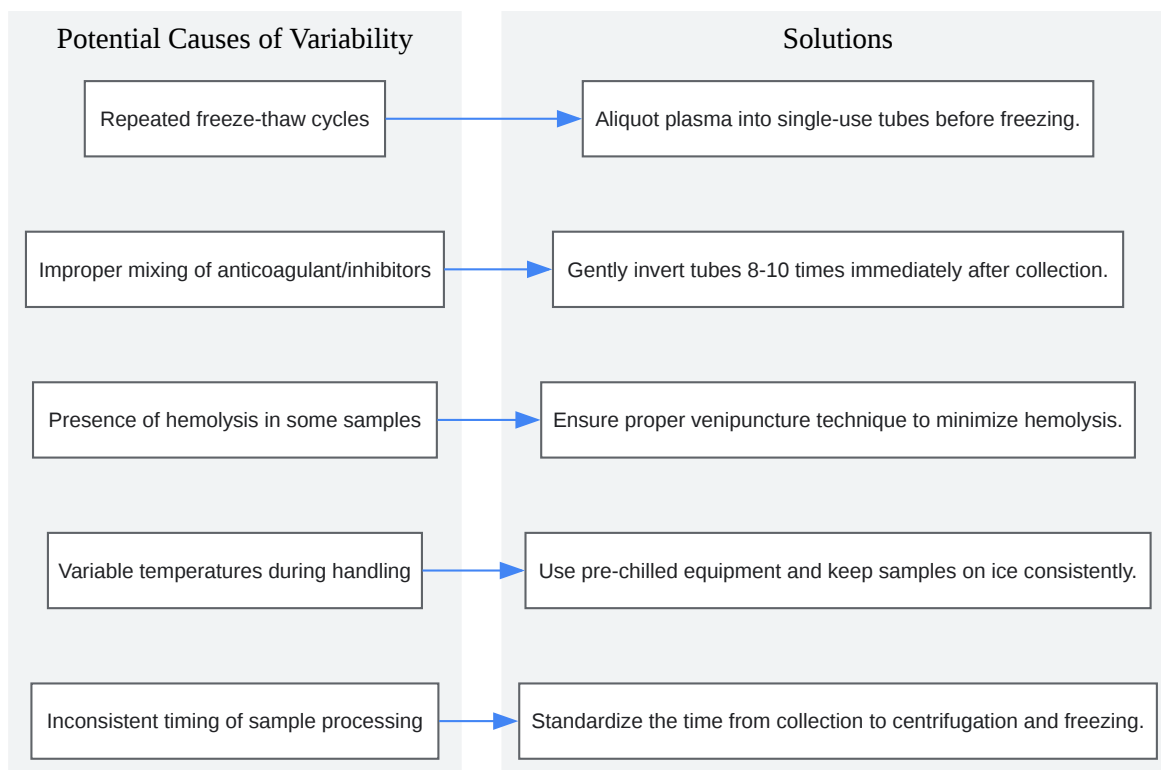 Potential Causes of Variability
Solutions
Repeated freeze-thaw cycles
Aliquot plasma into single-use tubes before freezing.
Improper mixing of anticoagulant/inhibitors
Gently invert tubes 8-10 times immediately after collection.
Presence of hemolysis in some samples
Ensure proper venipuncture technique to minimize hemolysis.
Variable temperatures during handling
Use pre-chilled equipment and keep samples on ice consistently.
Inconsistent timing of sample processing
Standardize the time from collection to centrifugation and freezing.